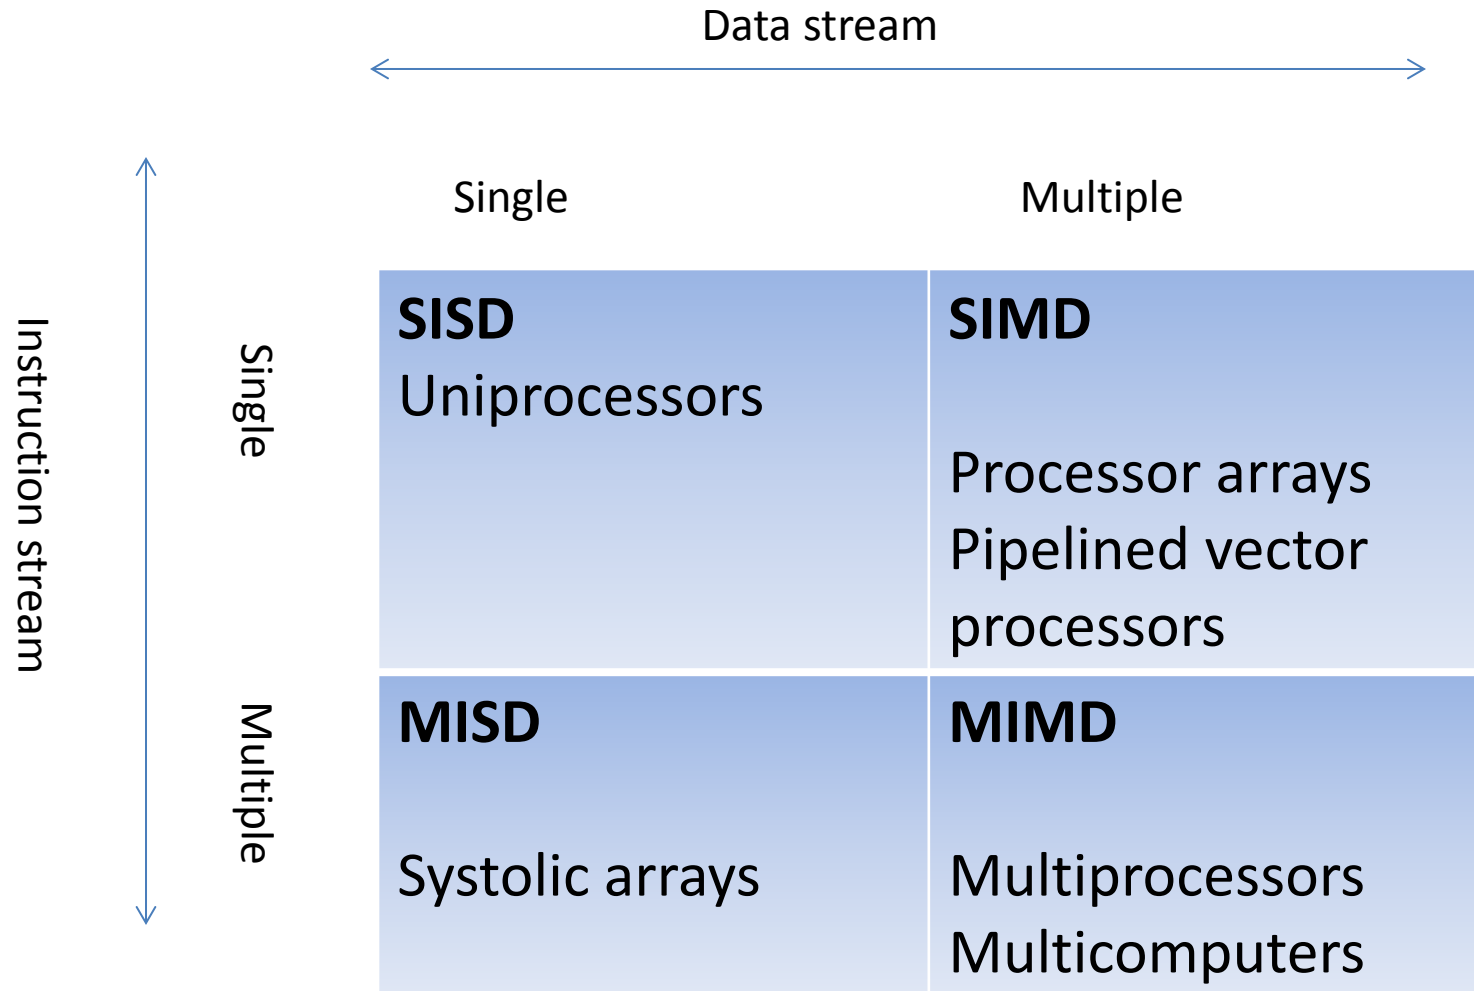 Data stream
Single
Multiple
Instruction stream
Single
SISD
Uniprocessors
SIMD
Processor arrays
Pipelined vector
processors
Multiple
MISD
Systolic arrays
MIMD
Multiprocessors
Multicomputers